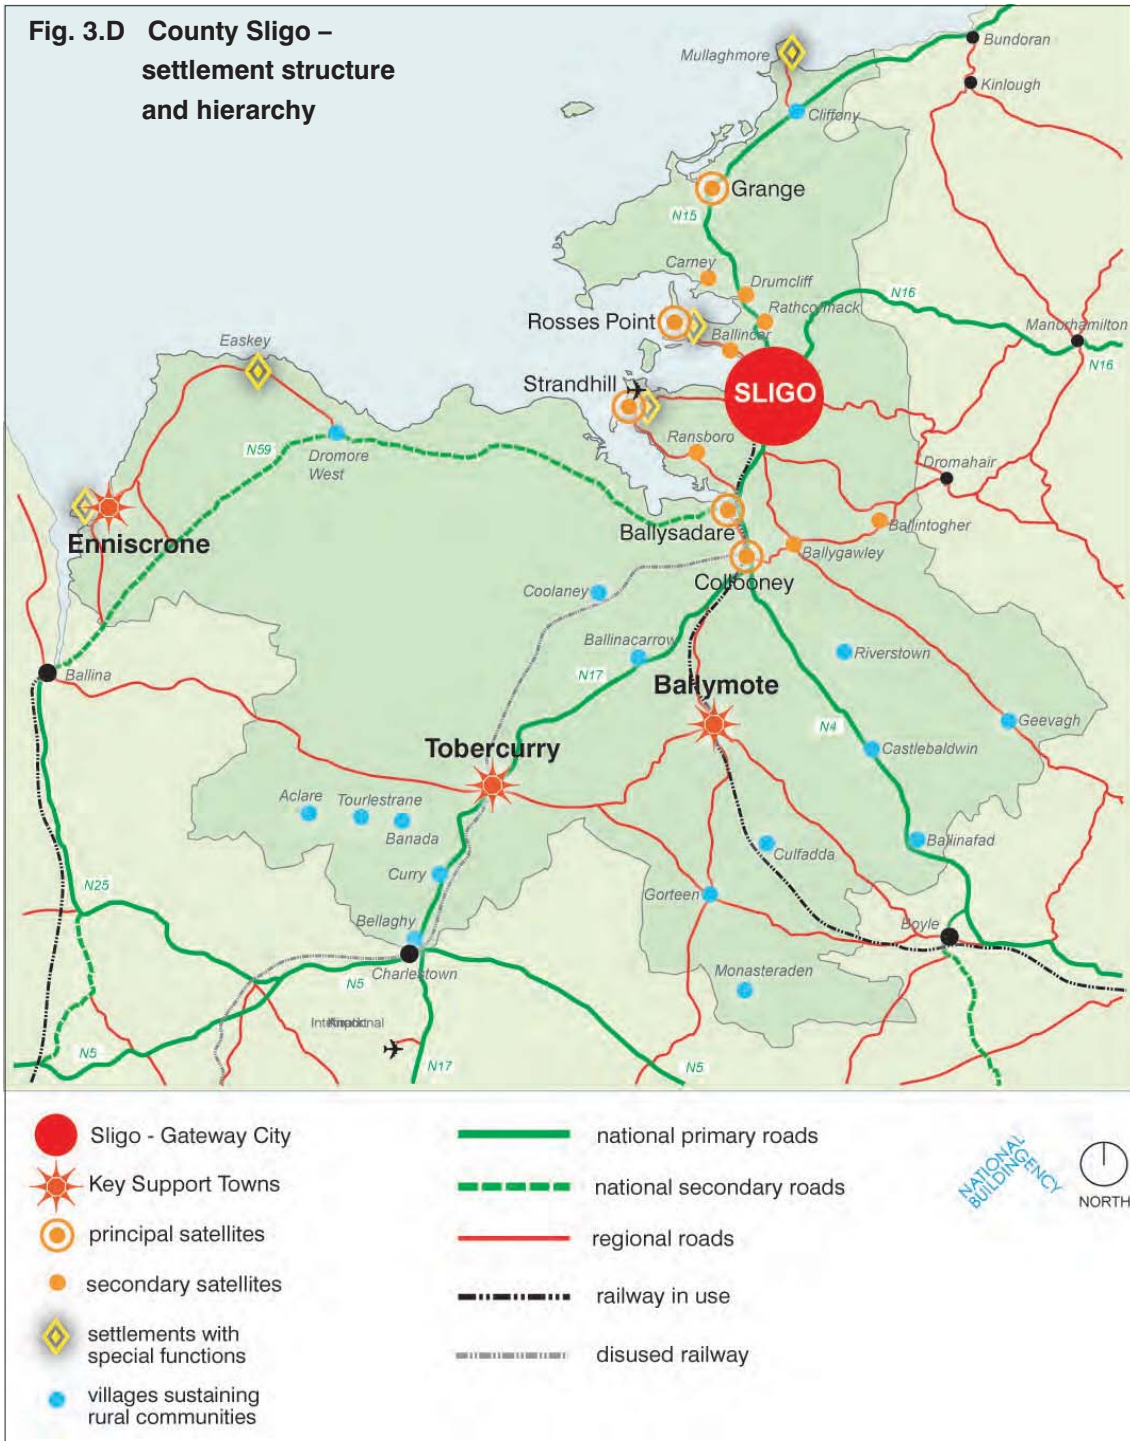 Fig. 3.D County Sligo –
settlement structure
and hierarchy
Bundoran
Mullaghmore
Kinlough
Cliffony
Grange
N15
Carney
Drumcliff
N16
Rathcormack
Rosses Point
Manorhamilton
Ballincar
Easkey
N16
Strandhill
SLIGO
Ransboro
N59
Dromore
West
Dromahair
Ballintogher
Ballysadare
Enniscrone
Ballygawley
Collooney
Coolaney
Ballinacarrow
Riverstown
Ballina
N17
Ballymote
Geevagh
N4
Tobercurry
Castlebaldwin
Aclare
Tourlestrane
Banada
Ballinafad
Culfadda
Curry
N25
Gorteen
Bellaghy
Boyle
Charlestown
Monasteraden
N5
N5
N17
N5
Sligo - Gateway City
Key Support Towns
principal satellites
secondary satellites
settlements with
special functions
villages sustaining
rural communities
national primary roads
national secondary roads
regional roads
railway in use
disused railway
NATIONAL
BUILDINGENCY
NORTH